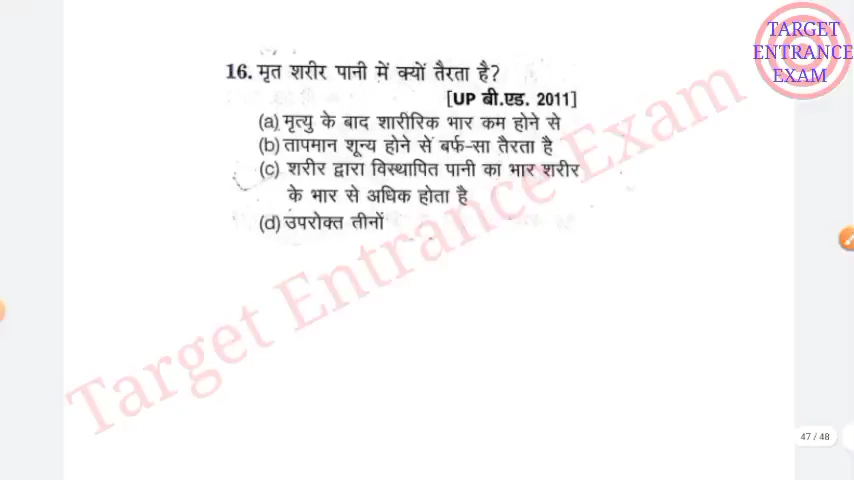 TARGET
ENTRANCE
EXAM
16. मृत शरीर पानी में क्यों तैरता है?
[UP बी.एड. 2011]
(a) मृत्यु के बाद शारीरिक भार कम होने से
(b) तापमान शून्य होने से बर्फ-सा तैरता है
(c) शरीर द्वारा विस्थापित पानी का भार शरीर
के भार से अधिक होता है
(d) उपरोक्त तीनों
Target Entrance Exam
47 / 48